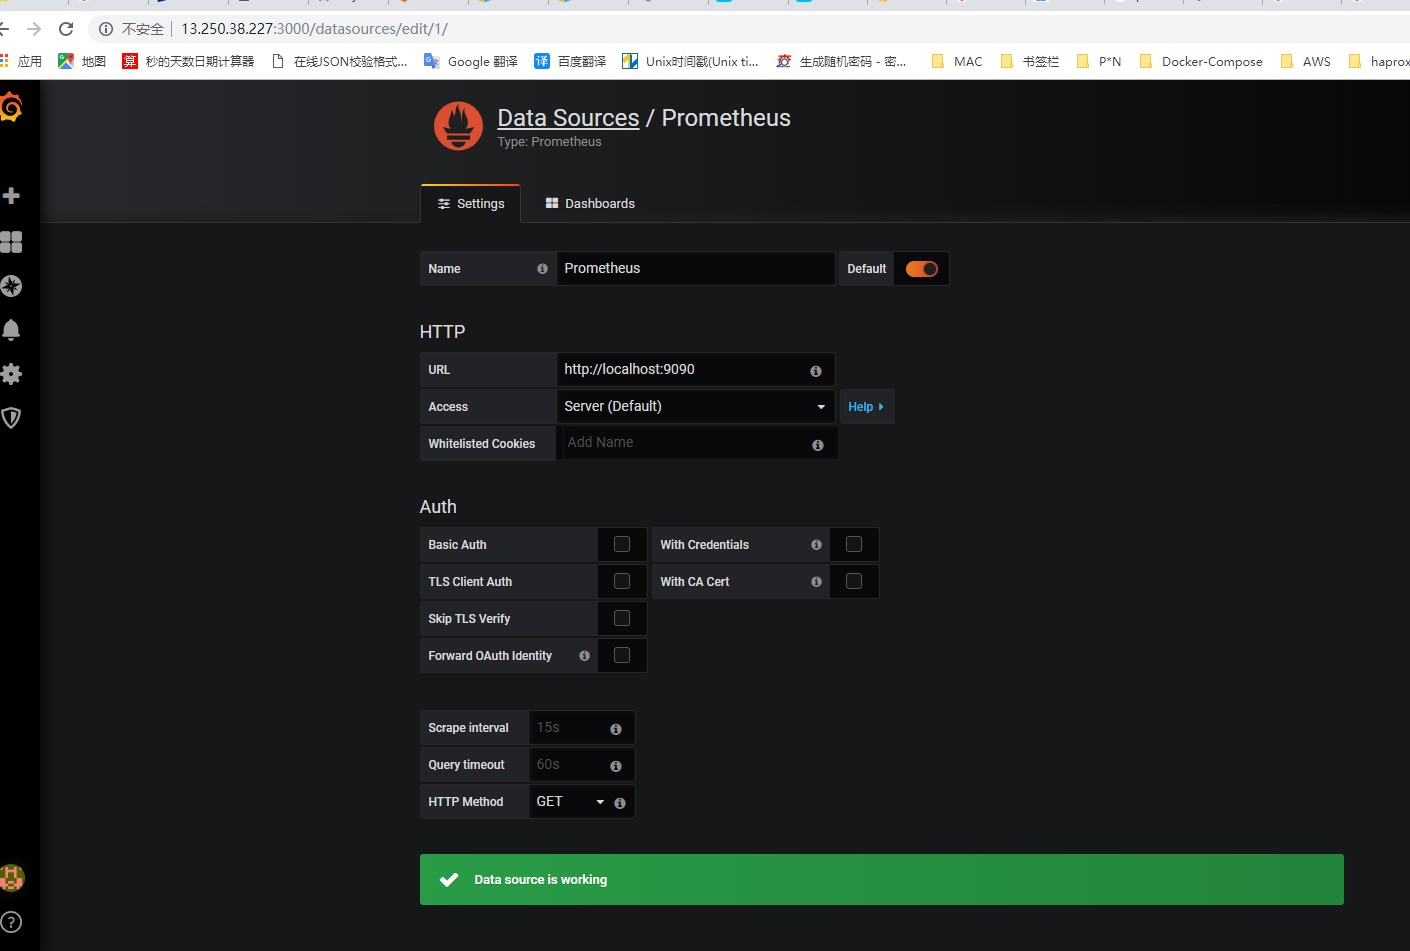 不安全 13.250.38.227:3000/datasources/edit/1/
应用 地图 算 秒的天数日期计算器 在线JSON校验格式... Google 翻译 译 百度翻译 Unix时间戳(Unix ti... 生成随机密码 - 密... MAC 书签栏 P*N Docker-Compose AWS haprox
Data Sources / Prometheus
Type: Prometheus
Settings Dashboards
Name Prometheus Default
HTTP
URL http://localhost:9090
Access Server (Default) Help
Whitelisted Cookies Add Name
Auth
Basic Auth With Credentials
TLS Client Auth With CA Cert
Skip TLS Verify
Forward OAuth Identity
Scrape interval 15s
Query timeout 60s
HTTP Method GET
Data source is working